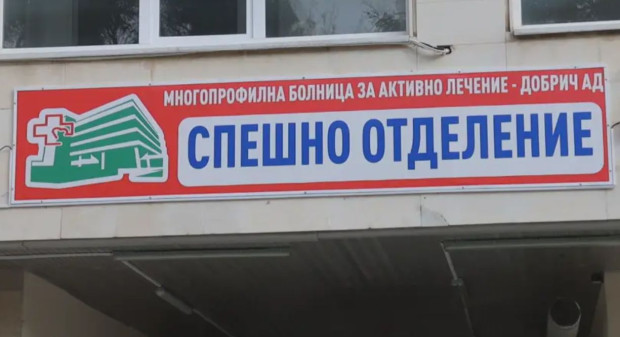 МНОГОПРОФИЛНА БОЛНИЦА ЗА АКТИВНО ЛЕЧЕНИЕ - ДОБРИЧ АД
СПЕШНО ОТДЕЛЕНИЕ